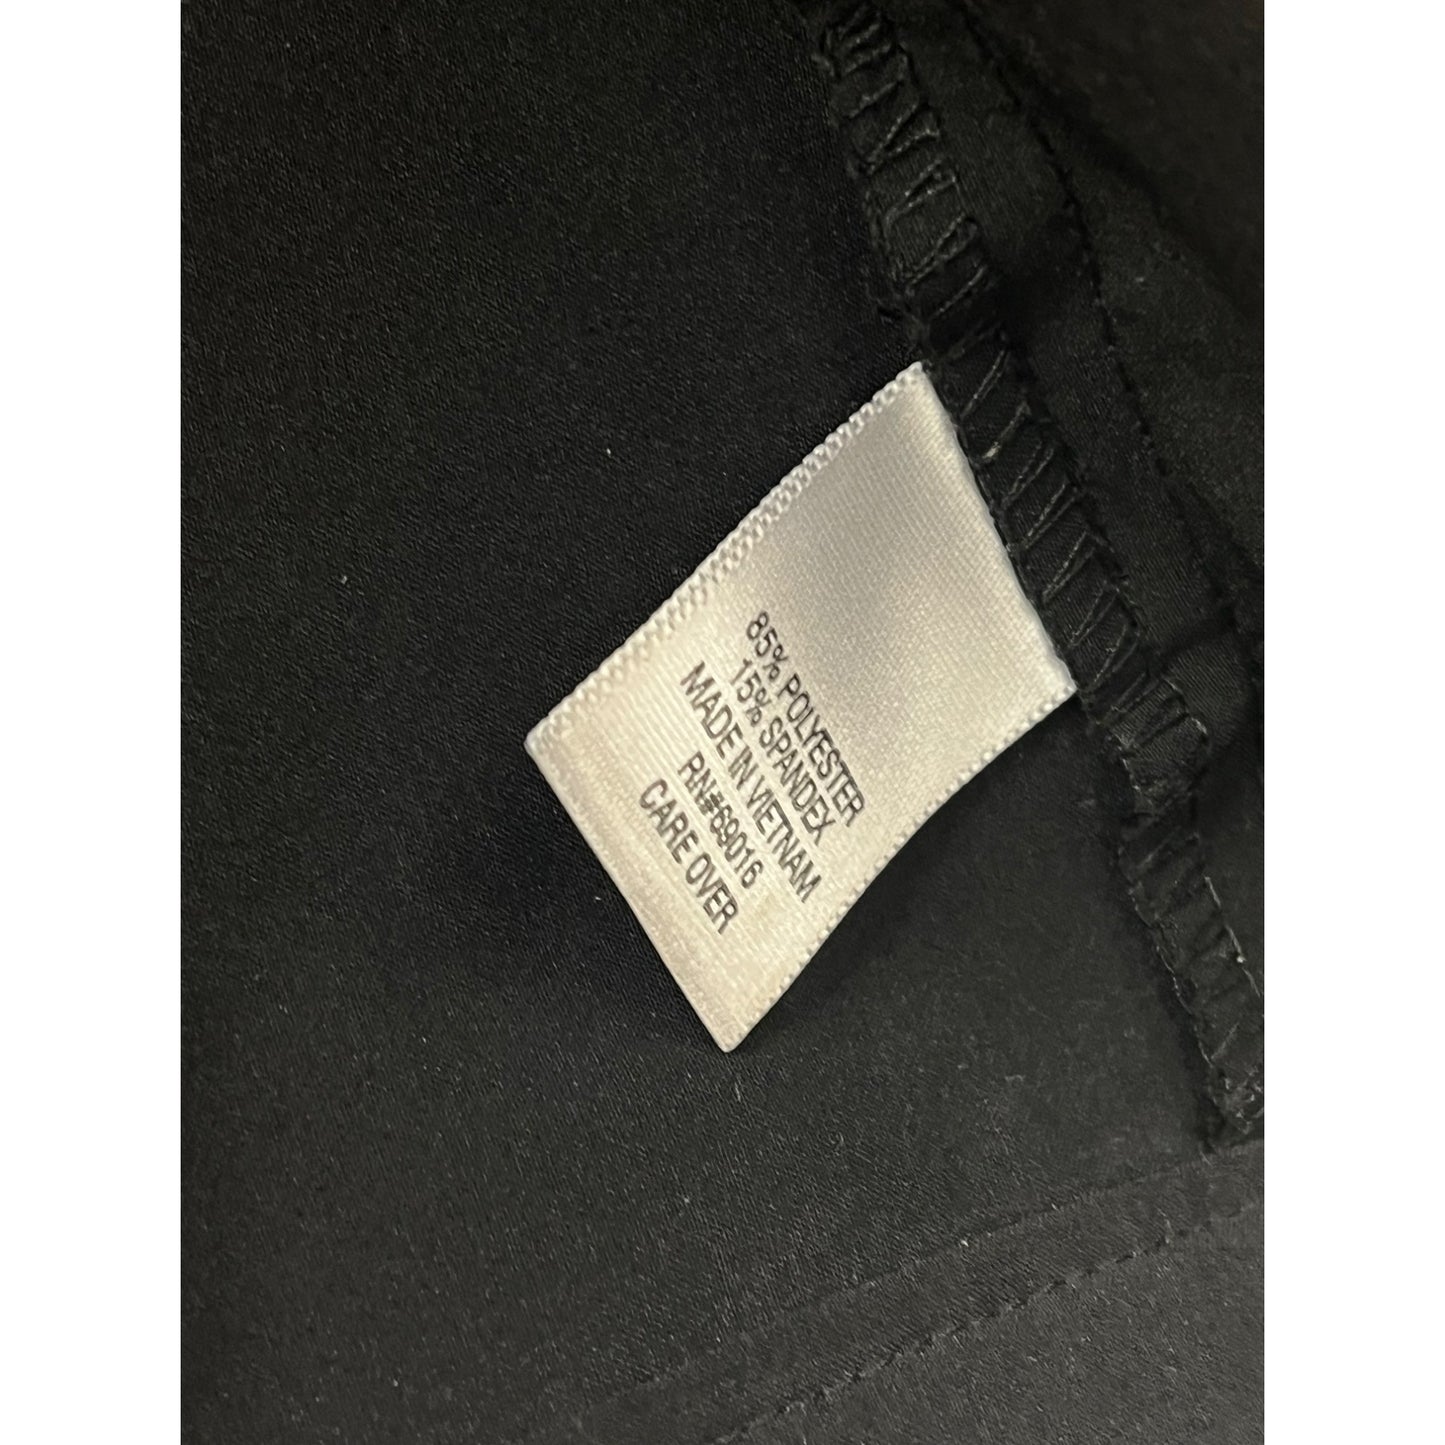 85% POLYESTER
15% SPANDEX
MADE IN VIETNAM
RN#69016
CARE OVER